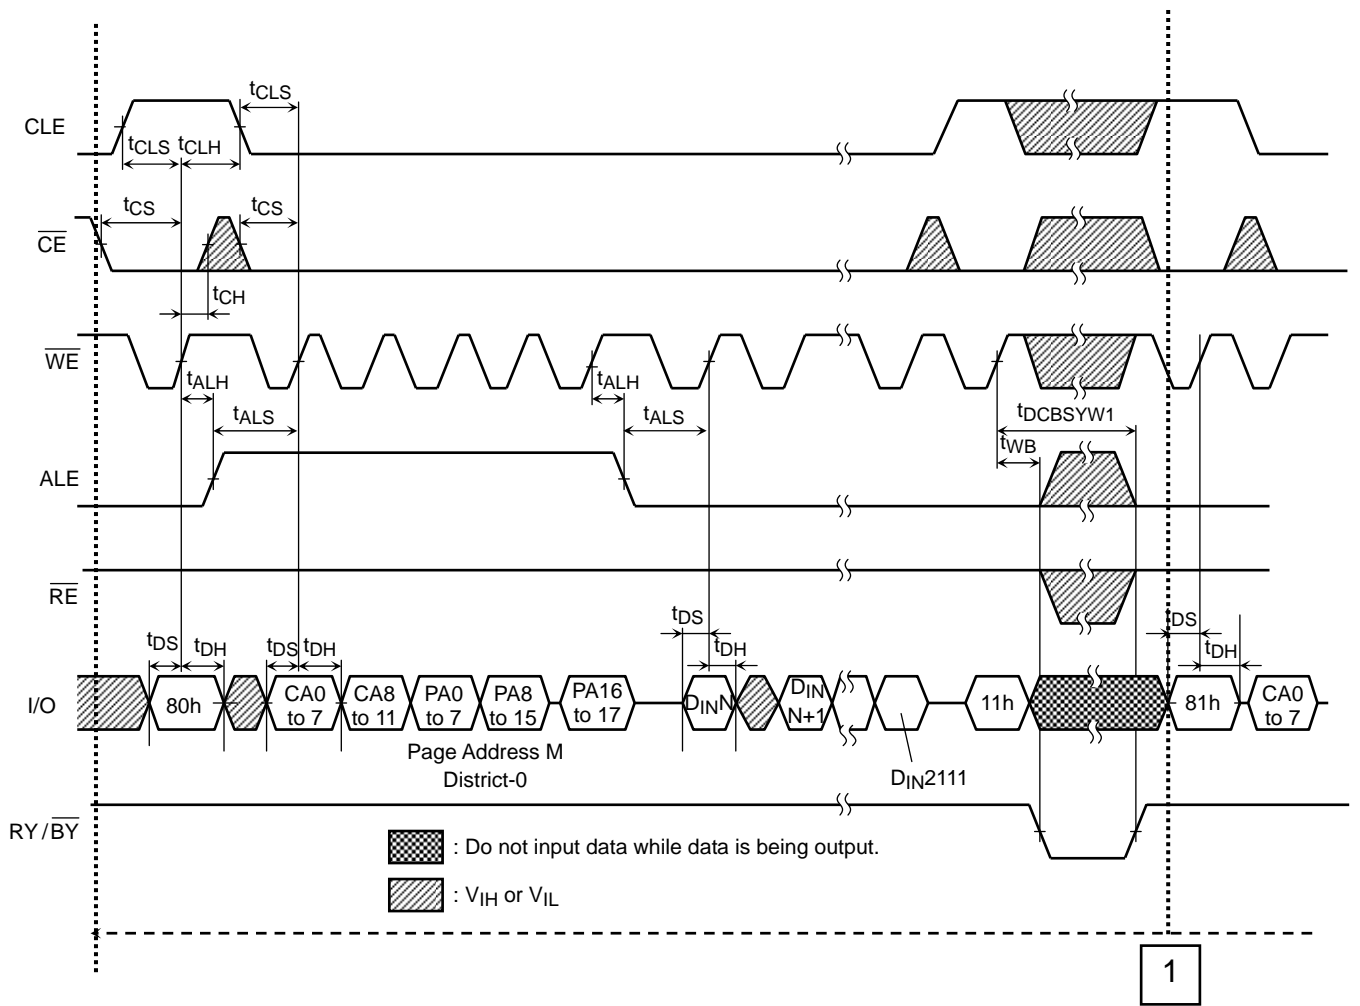 tCLS
CLE
tCLS
tCLH
tCS
tCS
CE
tCH
WE
tALH
tALH
tALS
tALS
tDCBSYW1
tWB
ALE
RE
tDS
tDH
tDS
tDH
tDS
tDH
tDS
tDH
I/O
80h
CA0
to 7
CA8
to 11
PA0
to 7
PA8
to 15
PA16
to 17
DINN
DIN
N+1
11h
81h
CA0
to 7
Page Address M
District-0
DIN2111
RY/BY
: Do not input data while data is being output.
: VIH or VIL
1